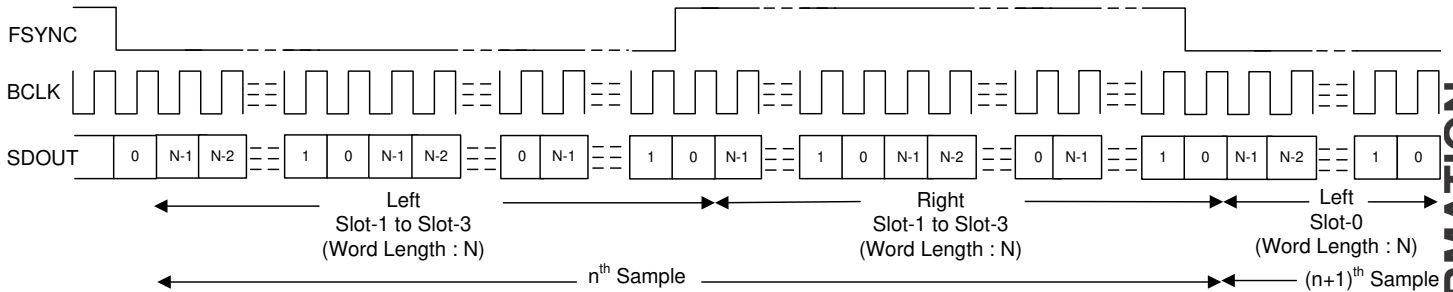 FSYNC
BCLK
SDOUT 0 N-1 N-2 1 0 N-1 N-2 0 N-1 1 0 N-1 1 0 N-1 N-2 0 N-1 1 0 N-1 N-2 1 0
Left Right Left
Slot-1 to Slot-3 Slot-1 to Slot-3 Slot-0
(Word Length : N) (Word Length : N) (Word Length : N)
nth Sample (n+1)th Sample